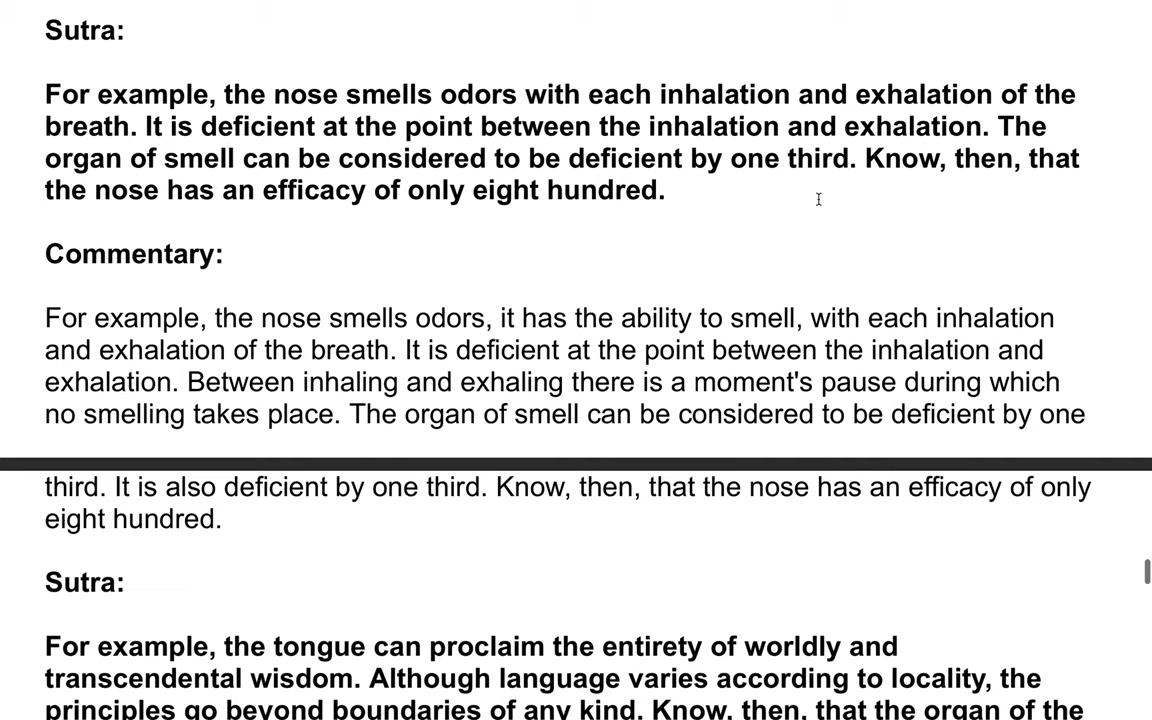 Sutra:
For example, the nose smells odors with each inhalation and exhalation of the
breath. It is deficient at the point between the inhalation and exhalation. The
organ of smell can be considered to be deficient by one third. Know, then, that
the nose has an efficacy of only eight hundred.
Commentary:
For example, the nose smells odors, it has the ability to smell, with each inhalation
and exhalation of the breath. It is deficient at the point between the inhalation and
exhalation. Between inhaling and exhaling there is a moment's pause during which
no smelling takes place. The organ of smell can be considered to be deficient by one
third. It is also deficient by one third. Know, then, that the nose has an efficacy of only
eight hundred.
Sutra:
For example, the tongue can proclaim the entirety of worldly and
transcendental wisdom. Although language varies according to locality, the
principles go beyond boundaries of any kind. Know, then, that the organ of the